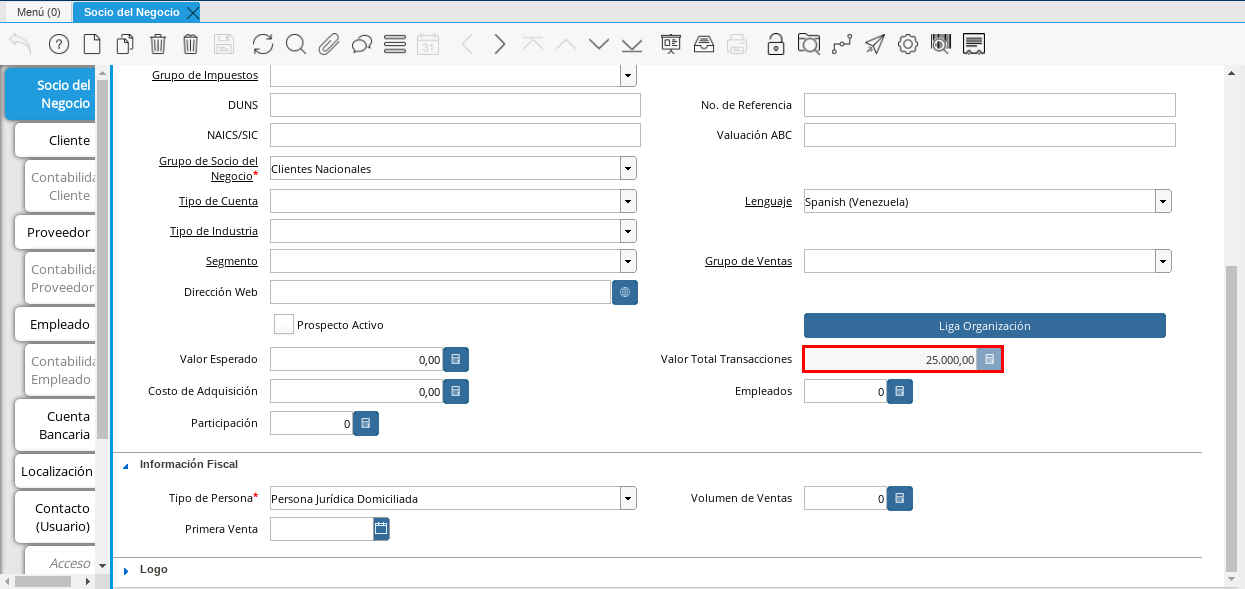 Menú (0)
Socio del Negocio
31
Socio del
Negocio
Cliente
Contabilida
Cliente
Proveedor
Contabilida
Proveedor
Empleado
Contabilida
Empleado
Cuenta
Bancaria
Localización
Contacto
(Usuario)
Acceso
Grupo de Impuestos
DUNS
No. de Referencia
NAICS/SIC
Valuación ABC
Grupo de Socio del
Negocio*
Clientes Nacionales
Tipo de Cuenta
Lenguaje
Spanish (Venezuela)
Tipo de Industria
Segmento
Grupo de Ventas
Dirección Web
Prospecto Activo
Liga Organización
Valor Esperado
0,00
Valor Total Transacciones
25.000,00
Costo de Adquisición
0,00
Empleados
0
Participación
0
Información Fiscal
Tipo de Persona*
Persona Jurídica Domiciliada
Volumen de Ventas
0
Primera Venta
Logo